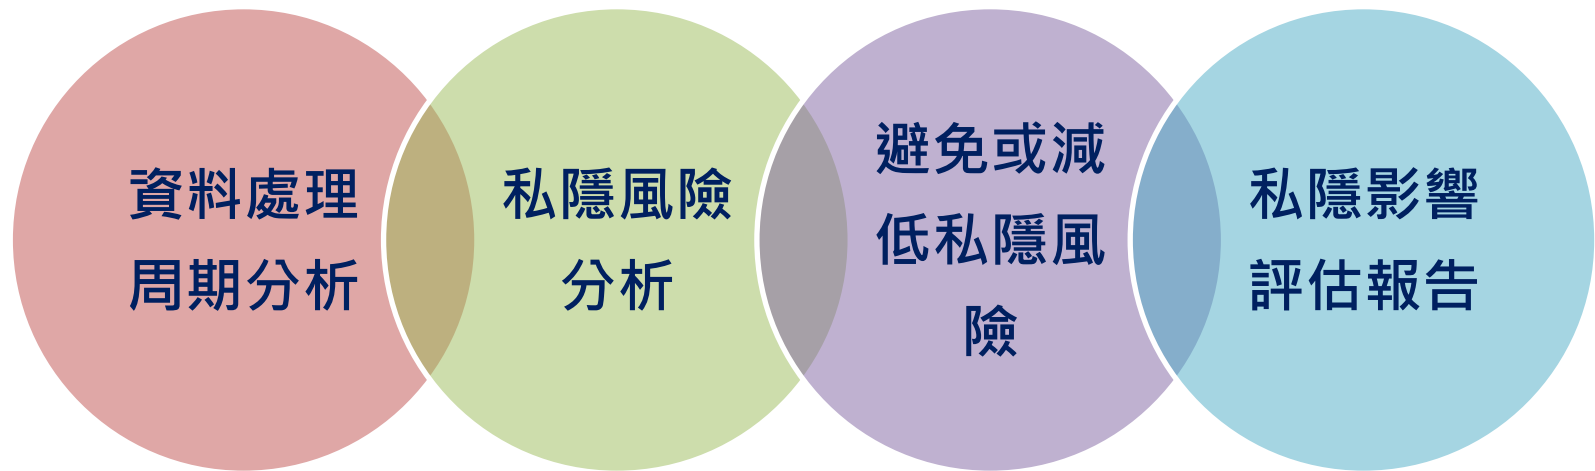 資料處理
周期分析
私隱風險
分析
避免或減
低私隱風
險
私隱影響
評估報告